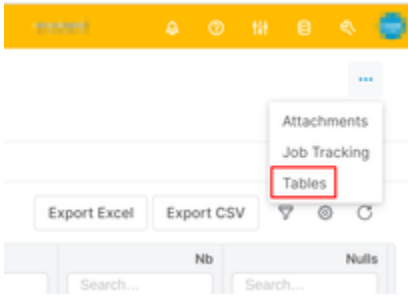 Attachments
Job Tracking
Tables
Export Excel Export CSV
Nb Nulls
Search... Search...